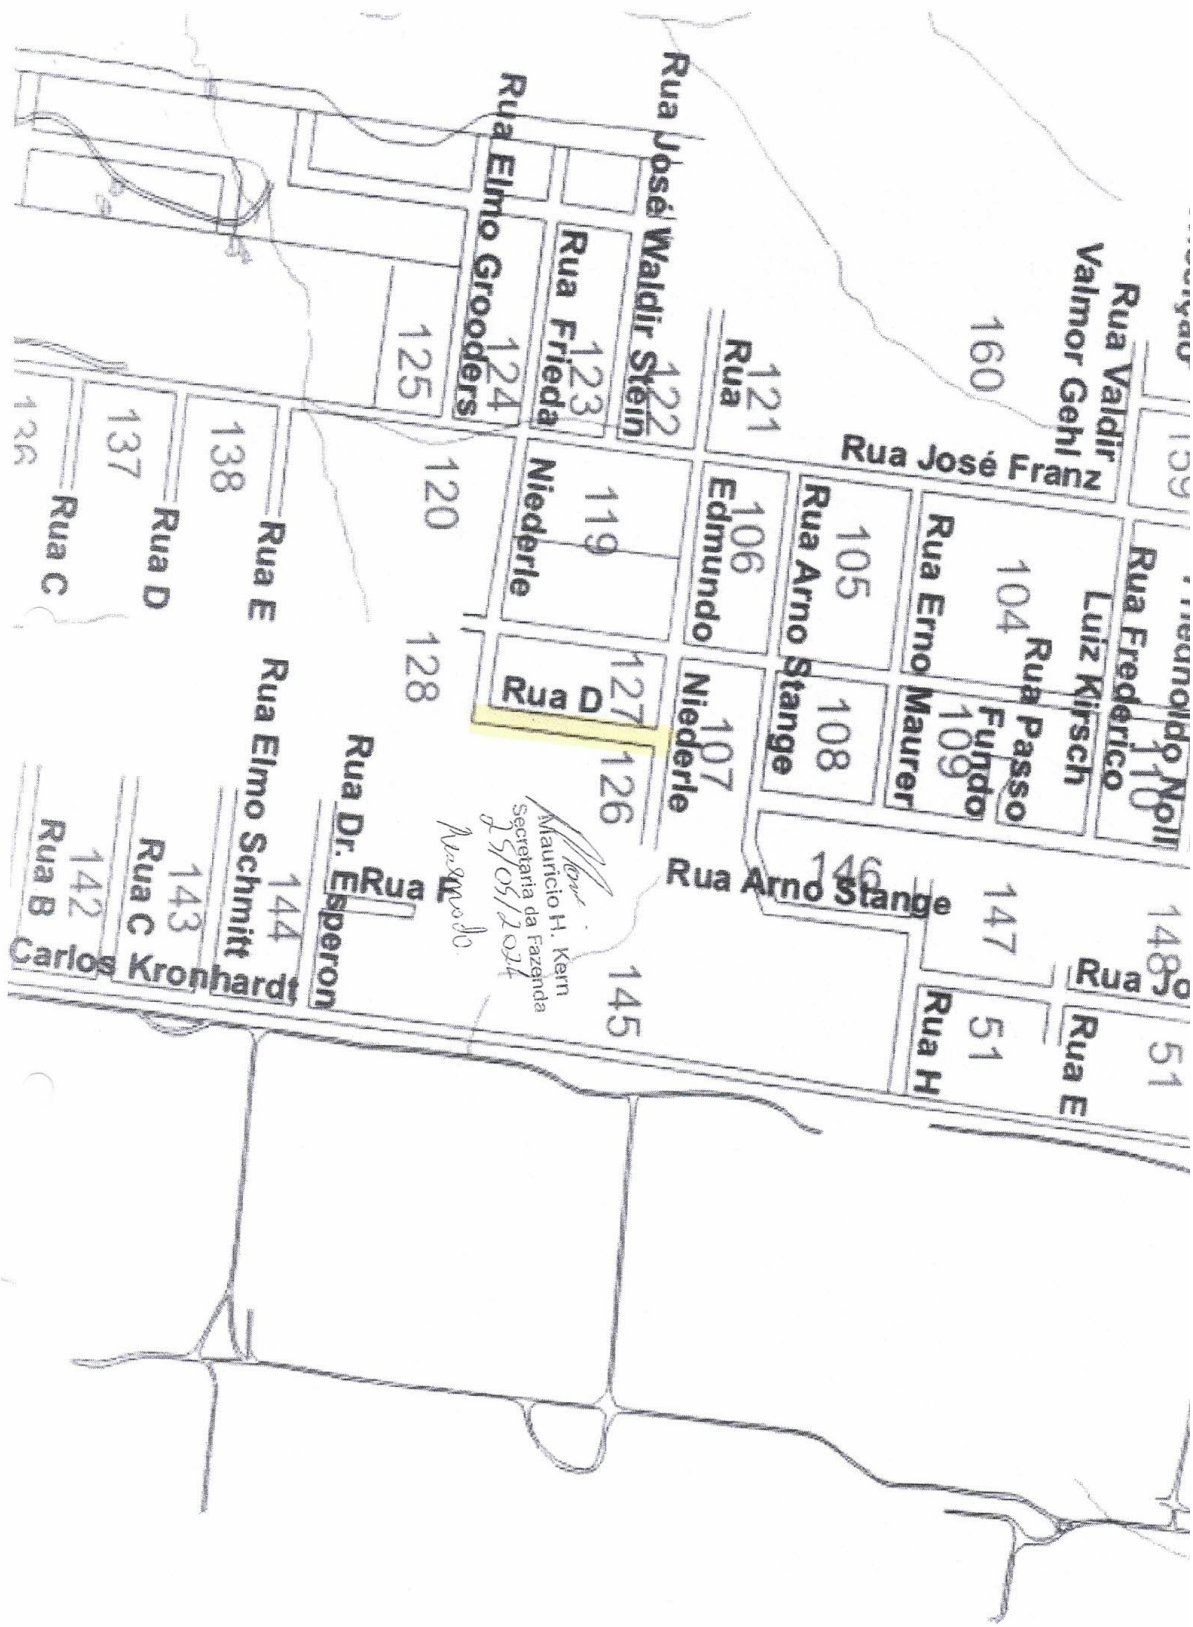 Rua José Waldir Stein
Rua Elmo Grooders
Rua Frieda
Niederle
Rua
Edmundo
Niederle
Rua Valdir
Valmor Gehl
Rua José Franz
160
159
121
122
123
124
125
120
119
106
105
104
138
137
136
Rua C
Rua D
Rua E
Rua Arno Stange
Rua Erno Maurer
Rua Passo
Fundo
Luiz Kirsch
Rua Frederico
110
109
108
107
127
126
128
Rua D
Rua Elmo Schmitt
Rua Dr. Esperon
Rua F
Mauricio H. Kern
Secretaria da Fazenda
Rua Arno Stange
146
147
148
145
144
143
142
Rua B
Rua C
Carlos Kronhardt
Rua Jo
Rua H
51
Rua E
51